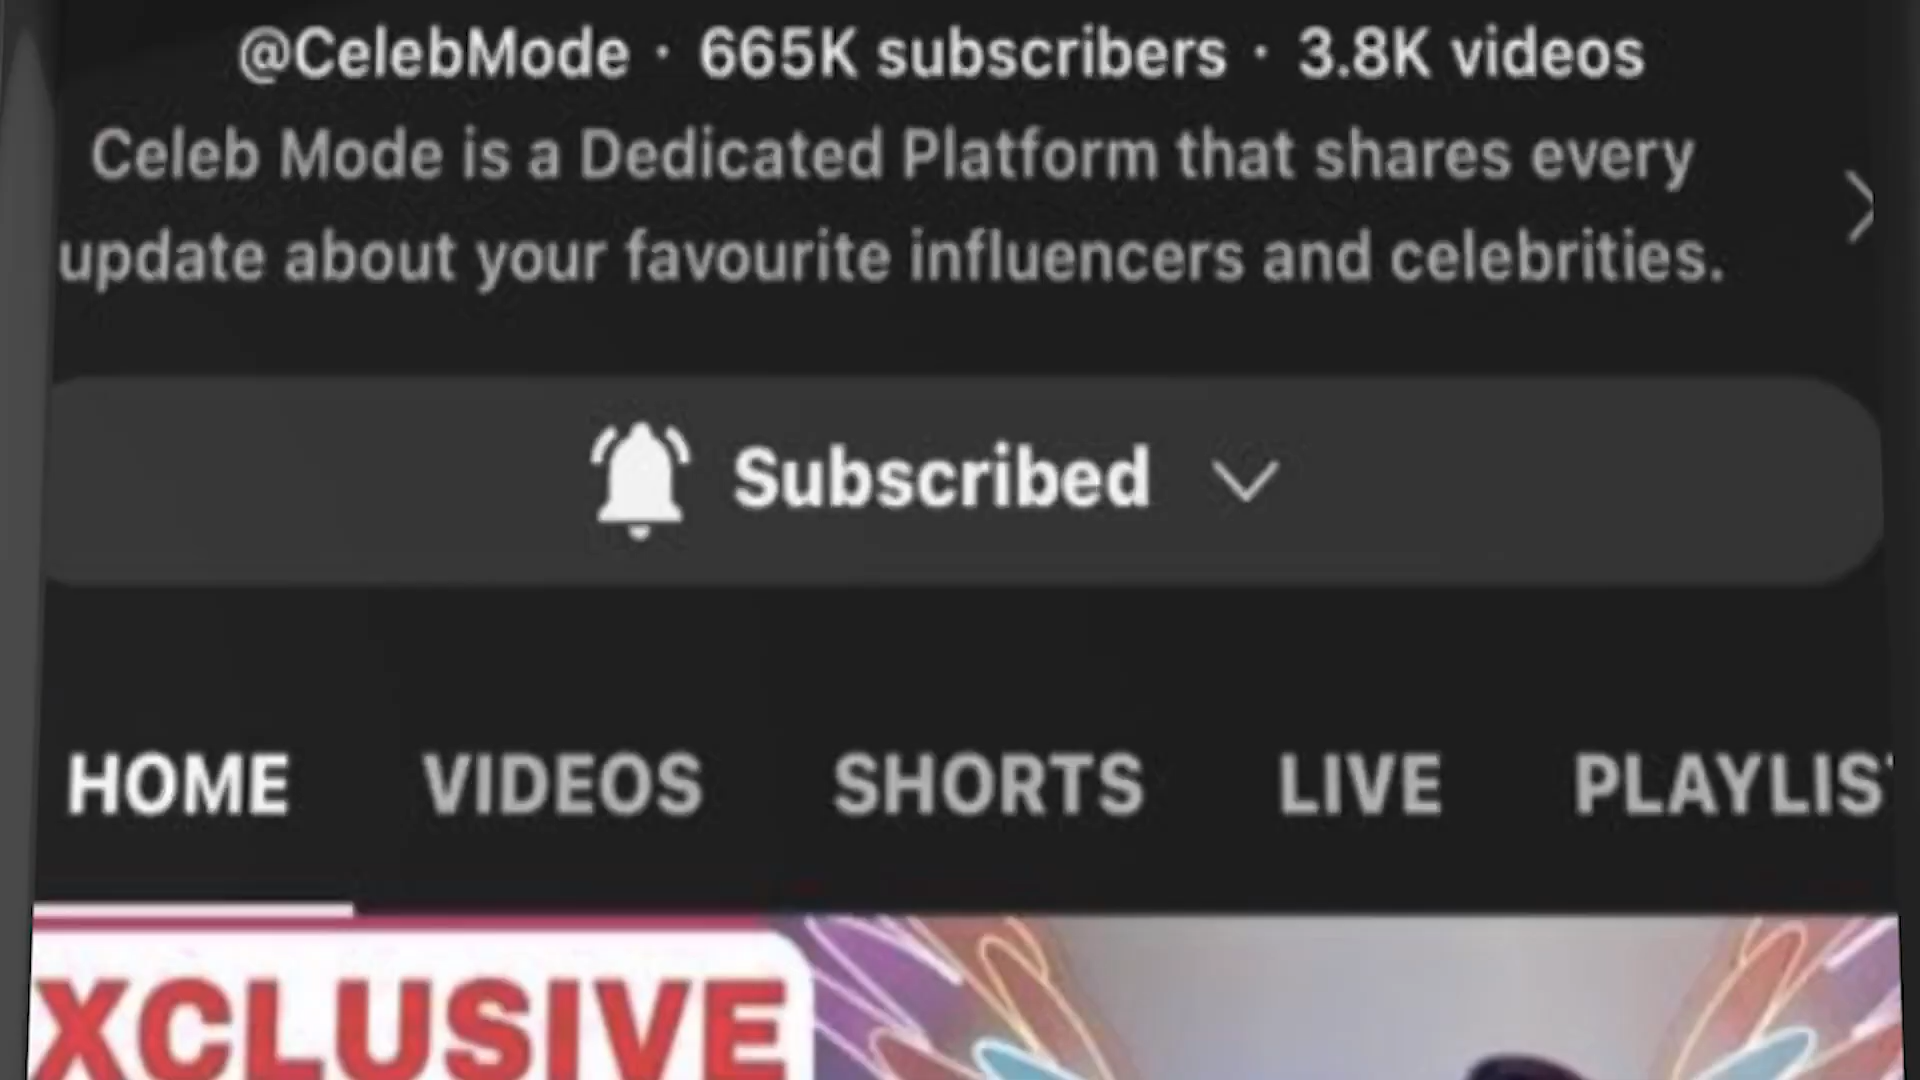 @CelebMode · 665K subscribers · 3.8K videos
Celeb Mode is a Dedicated Platform that shares every
update about your favourite influencers and celebrities.
Subscribed
HOME VIDEOS SHORTS LIVE PLAYLIST
XCLUSIVE